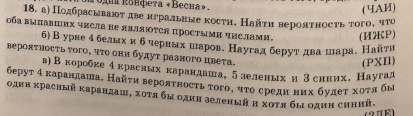 одна конфета «Весна».
(ЧАИ)
18. а) Подбрасывают две игральные кости. Найти вероятность того, что
оба выпавших числа не являются простыми числами.
(ИЖР)
б) В урне 4 белых и 6 черных шаров. Наугад берут два шара. Найти
вероятность того, что они будут разного цвета.
(РХП)
в) В коробке 4 красных карандаша, 5 зеленых и 3 синих. Наугад
берут 4 карандаша. Найти вероятность того, что среди них будет хотя бы
один красный карандаш, хотя бы один зеленый и хотя бы один синий.